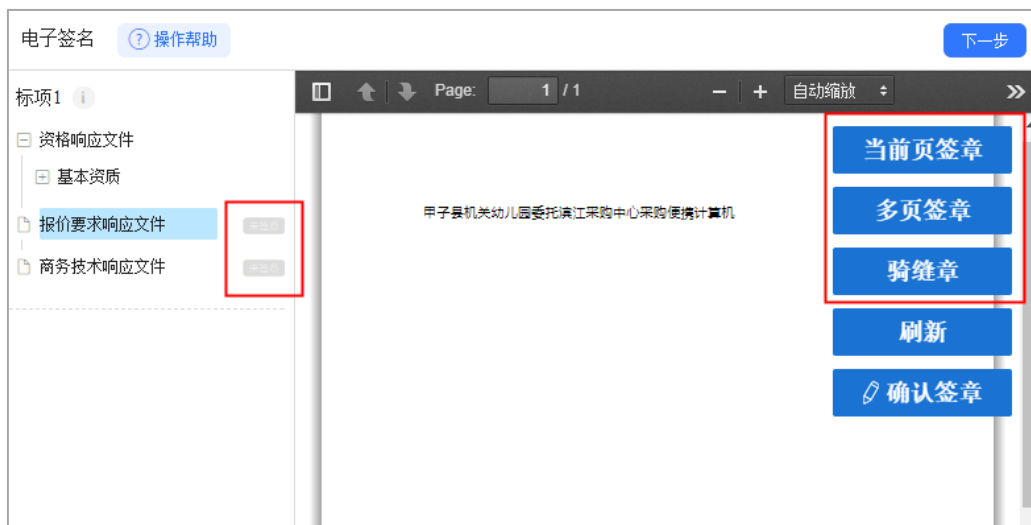 电子签名
? 操作帮助
下一步
标项1 i
资格响应文件
基本资质
报价要求响应文件
商务技术响应文件
Page: 1 / 1
自动缩放
甲子县机关幼儿园委托滨江采购中心采购便携计算机
当前页签章
多页签章
骑缝章
刷新
确认签章